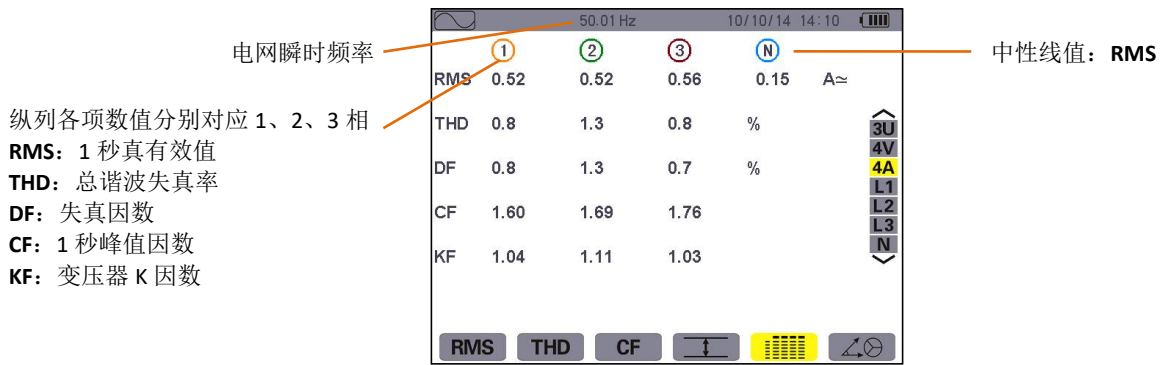 50.01 Hz 10/10/14 14:10
电网瞬时频率
1 2 3 N
中性线值：RMS
RMS 0.52 0.52 0.56 0.15 A≃
纵列各项数值分别对应 1、2、3 相
RMS：1 秒真有效值
THD：总谐波失真率
DF：失真因数
CF：1 秒峰值因数
KF：变压器 K 因数
THD 0.8 1.3 0.8 %
DF 0.8 1.3 0.7 %
CF 1.60 1.69 1.76
KF 1.04 1.11 1.03
3U
4V
4A
L1
L2
L3
N
RMS THD CF